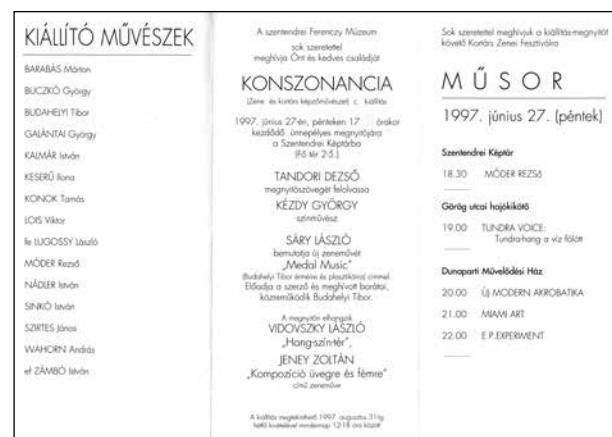 KIÁLLÍTÓ MŰVÉSZEK
BARABÁS Márton
BUCZKÓ György
BUDAHELYI Tibor
GALÁNTAI György
KALMÁR István
KESERÜ Ilona
KONOK Tamás
LOIS Viktor
fe LUGOSSY László
MÓDER Rezső
NÁDLER István
SINKÓ István
SZIRTES János
WAHORN András
ef ZÁMBÓ István
A szentendrei Ferenczy Múzeum
sok szeretettel
meghívja Önt és kedves családját
KONSZONANCIA
(Zene és kortárs képzőművészet) c. kiállítás
1997. június 27-én, pénteken 17 órakor
kezdődő ünnepélyes megnyitójára
a Szentendrei Képtárba
(Fő tér 2-5.)
TANDORI DEZSŐ
megnyitószövegét felolvassa
KÉZDY GYÖRGY
színművész
SÁRY LÁSZLÓ
bemutatja új zeneművét
„Medal Music"
(Budahelyi Tibor érméire és plasztikáira) címmel.
Előadja a szerző és meghívott barátai,
közreműködik Budahelyi Tibor.
A megnyitón elhangzik
VIDOVSZKY LÁSZLÓ
„Hang-szín-tér",
JENEY ZOLTÁN
„Kompozíció üvegre és fémre"
című zeneműve
A kiállítás megtekinthető 1997. augusztus 31-ig
hétfő kivételével mindennap 12-18 óra között
Sok szeretettel meghívjuk a kiállítás-megnyitót
követő Kortárs Zenei Fesztiválra
MŰSOR
1997. június 27. (péntek)
Szentendrei Képtár
18.30 MÓDER REZSŐ
Görög utcai hajókikötő
19.00 TUNDRA VOICE:
Tundra-hang a víz fölött
Dunaparti Művelődési Ház
20.00 ÚJ MODERN AKROBATIKA
21.00 MIAMI ART
22.00 E.P.EXPERIMENT